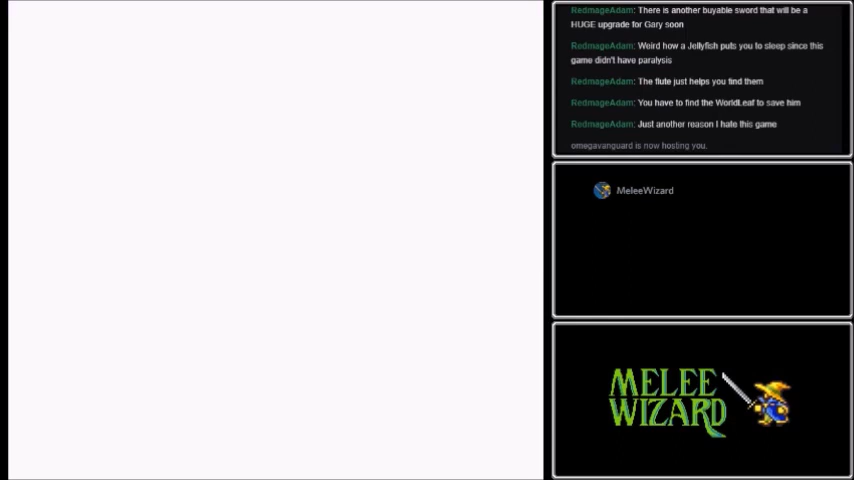 RedmageAdam: There is another buyable sword that will be a
HUGE upgrade for Gary soon
RedmageAdam: Weird how a Jellyfish puts you to sleep since this
game didn't have paralysis
RedmageAdam: The flute just helps you find them
RedmageAdam: You have to find the WorldLeaf to save him
RedmageAdam: Just another reason I hate this game
omegavanguard is now hosting you.
MeleeWizard
MELEE
WIZARD